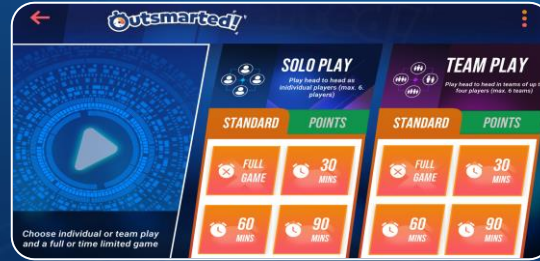 Outsmarted!
SOLO PLAY
Play head to head as
inidividual players (max. 6.
players)
STANDARD
POINTS
FULL
GAME
30
MINS
60
MINS
90
MINS
TEAM PLAY
Play head to head in teams of up to
four players (max. 6 teams)
STANDARD
POINTS
FULL
GAME
30
MINS
60
MINS
90
MINS
Choose individual or team play
and a full or time limited game